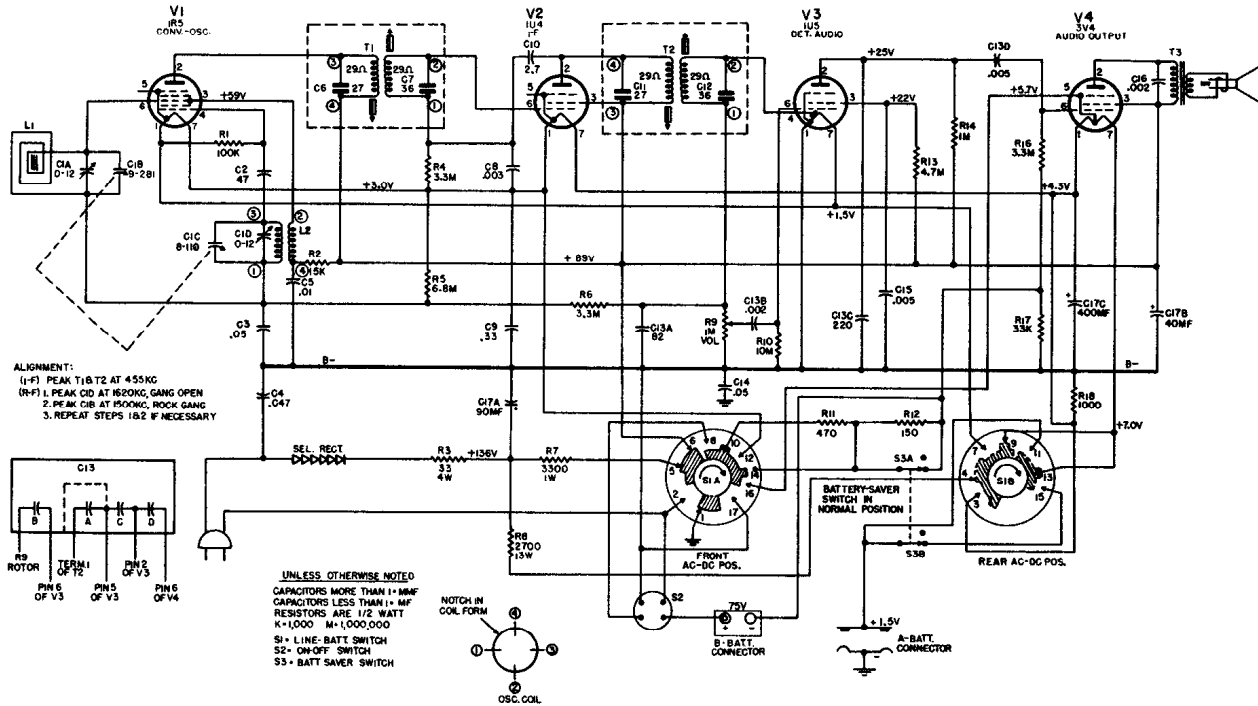 V1
1R5
CONV.-OSC.
V2
1U4
I-F
V3
1U5
DET. AUDIO
V4
3V4
AUDIO OUTPUT
T1
29Ω
29Ω
C6
27
C7
36
C10
2.7
T2
29Ω
29Ω
C11
27
C12
36
+25V
C13D
.005
+5.7V
C16
.002
T3
L1
C1A
0-12
C1B
R1
100K
+59V
C2
47
+3.0V
R4
3.3M
C8
.003
+22V
R13
4.7M
R14
1M
R16
3.3M
+4.3V
+1.5V
C1C
C1D
0-12
L2
R2
15K
C5
.01
+89V
R5
6.8M
R6
3.3M
C3
.05
C9
.33
C13A
82
R9
1M
VOL
C13B
.002
R10
10M
C13C
220
C15
.005
R17
33K
C17C
400MF
C17B
40MF
B-
B-
C14
.05
R18
1000
+7.0V
ALIGNMENT:
(I-F) PEAK T1 & T2 AT 455KC
(R-F) 1. PEAK C1D AT 1620KC, GANG OPEN
2. PEAK C1B AT 1500KC, ROCK GANG
3. REPEAT STEPS 1&2 IF NECESSARY
C4
C17A
90MF
SEL. RECT.
R3
33
4W
+136V
R7
3300
1W
R8
2700
13W
R11
470
R12
150
S3A
BATTERY-SAVER
SWITCH IN
NORMAL POSITION
S3B
S1A
FRONT
AC-DC POS.
S1B
REAR AC-DC POS.
C13
B
A
C
D
R9
ROTOR
PIN 6
OF V3
TERM.1
OF T2
PIN 5
OF V3
PIN 2
OF V3
PIN 6
OF V4
UNLESS OTHERWISE NOTED
CAPACITORS MORE THAN 1= MMF
CAPACITORS LESS THAN 1= MF
RESISTORS ARE 1/2 WATT
K=1,000 M=1,000,000
S1= LINE-BATT. SWITCH
S2= ON-OFF SWITCH
S3= BATT SAVER SWITCH
NOTCH IN
COIL FORM
④
①
③
②
OSC. COIL
S2
75V
+ -
B-BATT.
CONNECTOR
+1.5V
A-BATT.
CONNECTOR